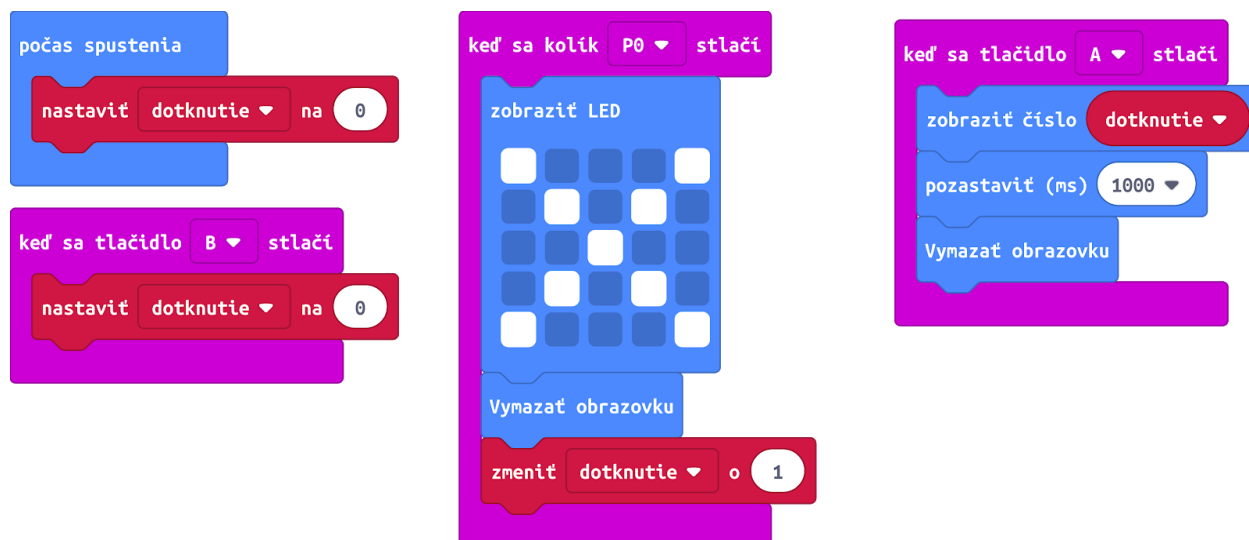 počas spustenia
nastaviť dotknutie na 0
keď sa tlačidlo B stlačí
nastaviť dotknutie na 0
keď sa kolík P0 stlačí
zobraziť LED
Vymazať obrazovku
zmeniť dotknutie o 1
keď sa tlačidlo A stlačí
zobraziť číslo dotknutie
pozastaviť (ms) 1000
Vymazať obrazovku